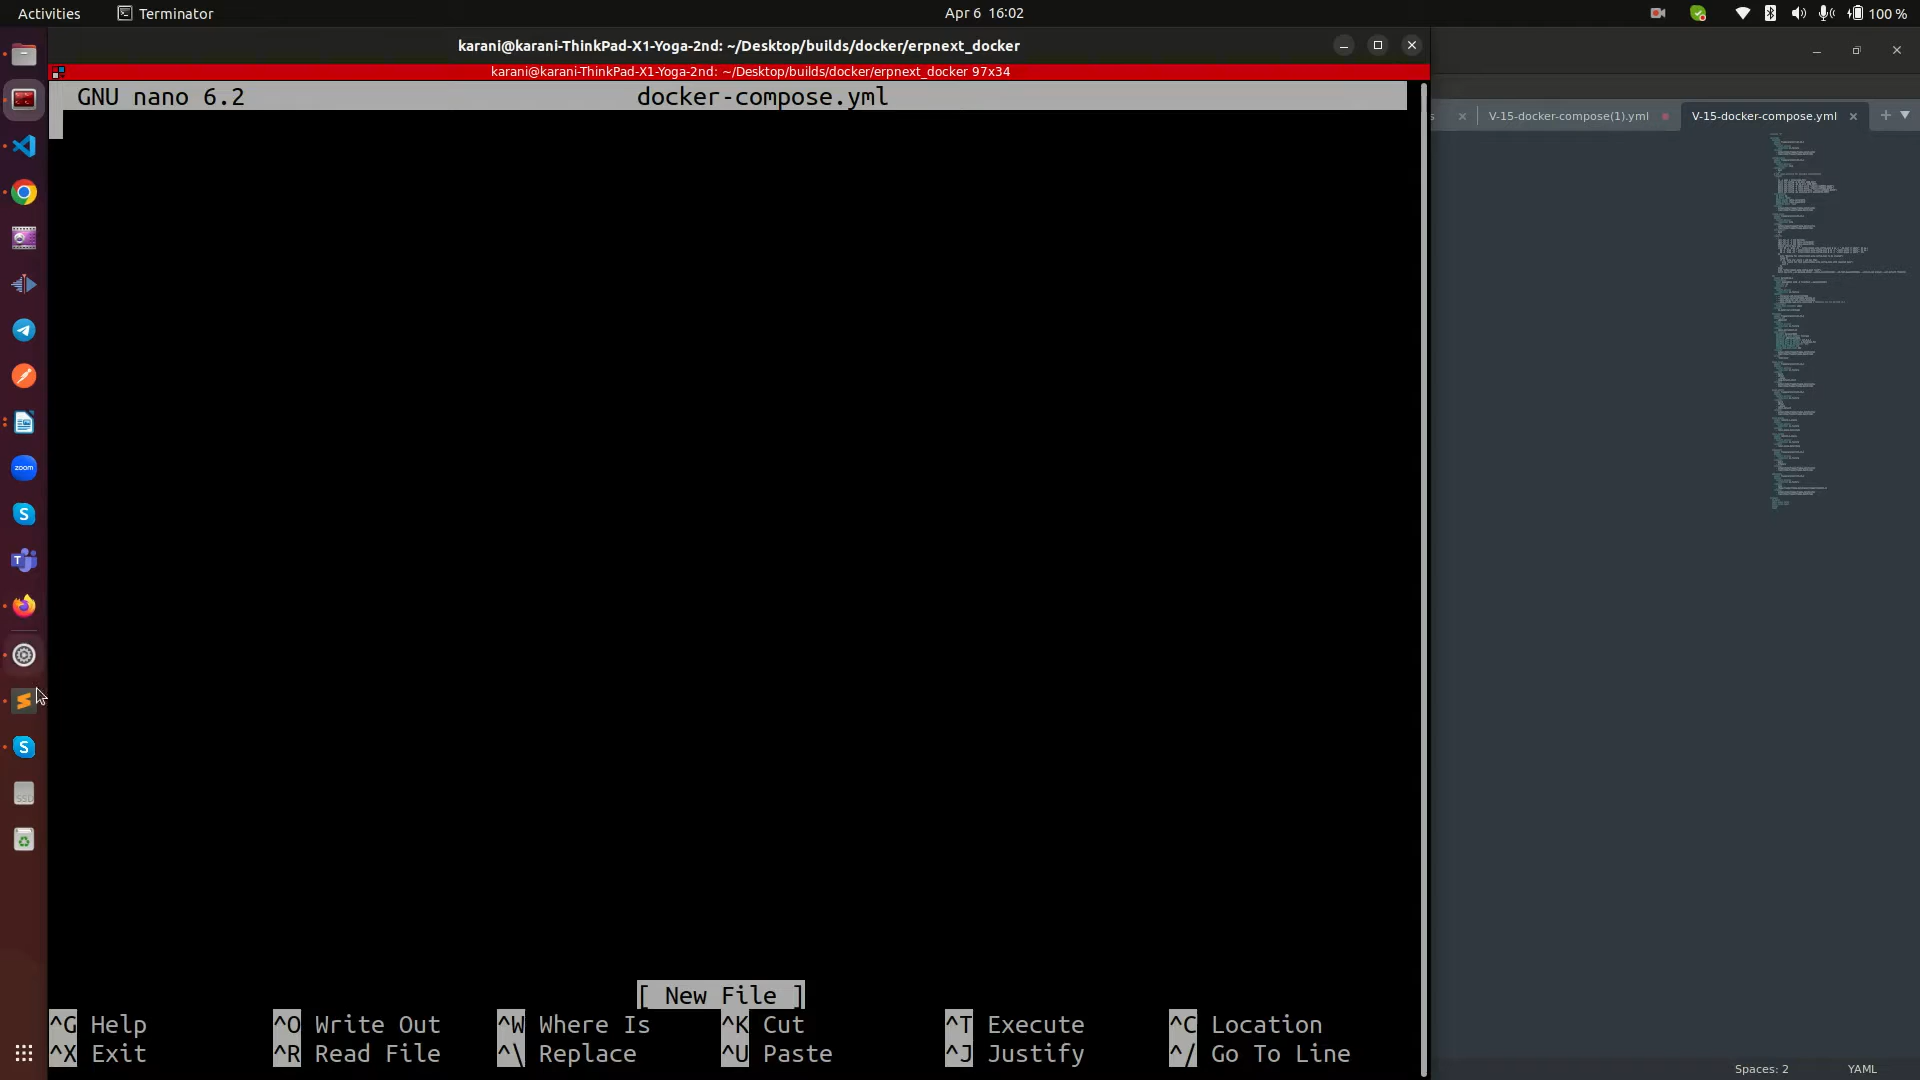 Activities
Terminator
Apr 6 16:02
100 %
karani@karani-ThinkPad-X1-Yoga-2nd: ~/Desktop/builds/docker/erpnext_docker
karani@karani-ThinkPad-X1-Yoga-2nd: ~/Desktop/builds/docker/erpnext_docker 97x34
GNU nano 6.2 docker-compose.yml
V-15-docker-compose(1).yml
V-15-docker-compose.yml
zoom
SSD
[ New File ]
^G Help ^O Write Out ^W Where Is ^K Cut ^T Execute ^C Location
^X Exit ^R Read File ^\ Replace ^U Paste ^J Justify ^/ Go To Line
Spaces: 2 YAML